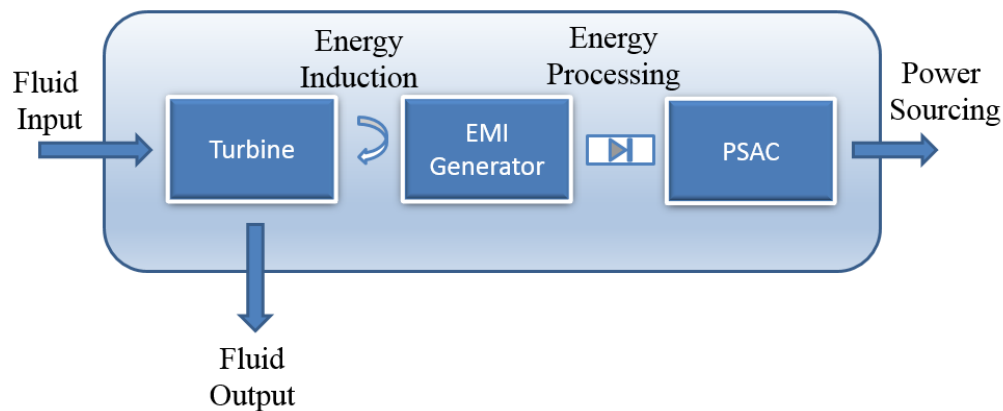 Energy
Induction
Energy
Processing
Fluid
Input
Power
Sourcing
Turbine
EMI
Generator
PSAC
Fluid
Output